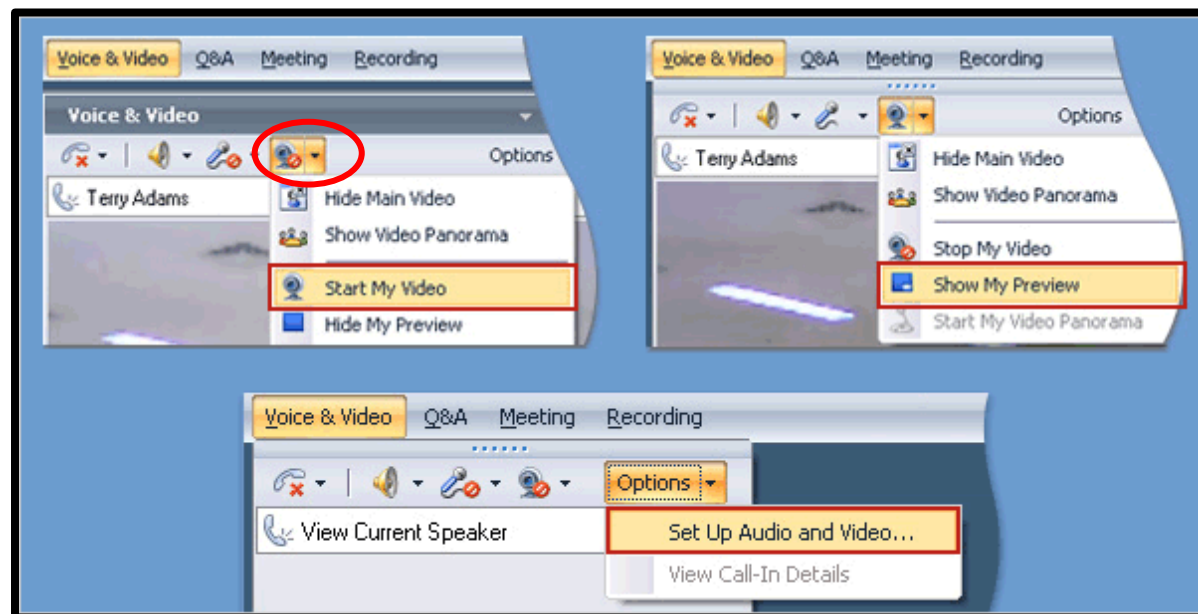 Voice & Video Q&A Meeting Recording
Voice & Video
Options
Terry Adams
Hide Main Video
Show Video Panorama
Start My Video
Hide My Preview
Voice & Video Q&A Meeting Recording
Options
Terry Adams
Hide Main Video
Show Video Panorama
Stop My Video
Show My Preview
Start My Video Panorama
Voice & Video Q&A Meeting Recording
Options
View Current Speaker
Set Up Audio and Video...
View Call-In Details